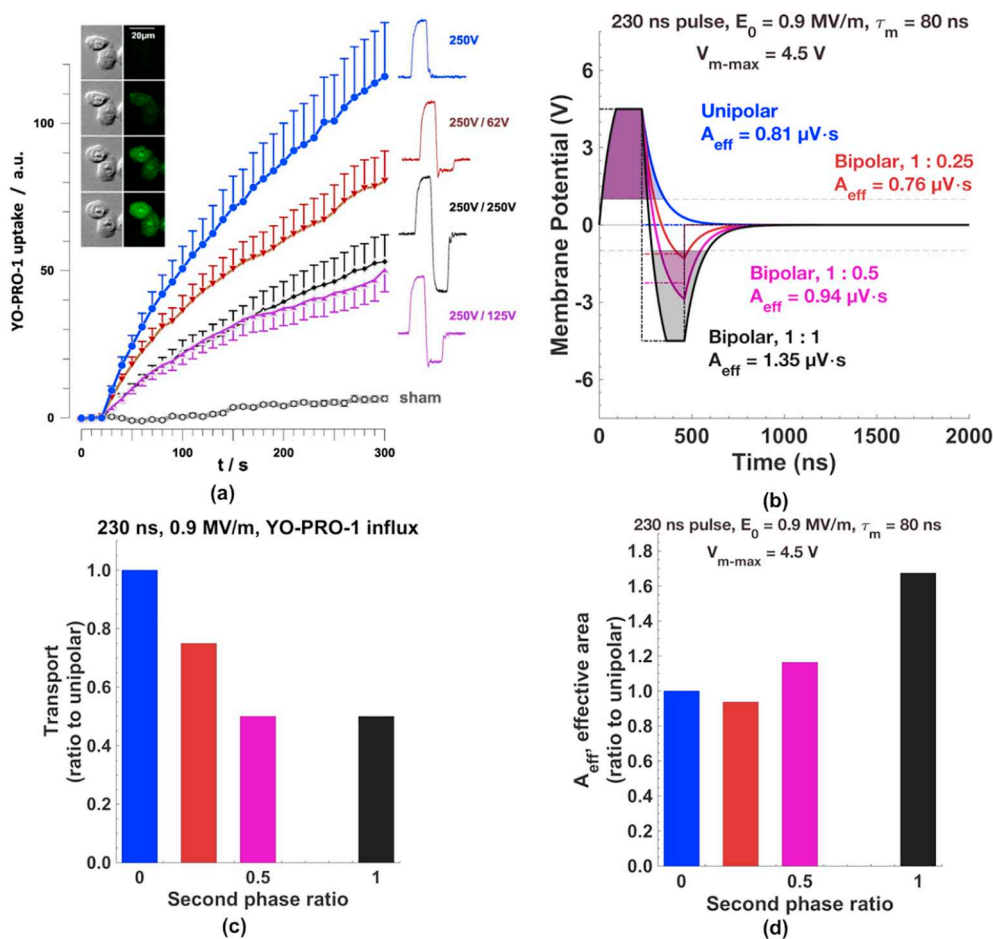 20µm
YO-PRO-1 uptake / a.u.
100
50
0
0
100
200
300
t / s
250V
250V / 62V
250V / 250V
250V / 125V
sham
(a)
230 ns pulse, E0 = 0.9 MV/m, τm = 80 ns
Vm-max = 4.5 V
Unipolar
Aeff = 0.81 µV·s
Bipolar, 1 : 0.25
Aeff = 0.76 µV·s
Bipolar, 1 : 0.5
Aeff = 0.94 µV·s
Bipolar, 1 : 1
Aeff = 1.35 µV·s
Membrane Potential (V)
6
3
0
-3
-6
0
500
1000
1500
2000
Time (ns)
(b)
230 ns, 0.9 MV/m, YO-PRO-1 influx
Transport
(ratio to unipolar)
1.0
0.8
0.6
0.4
0.2
0.0
0
0.5
1
Second phase ratio
(c)
230 ns pulse, E0 = 0.9 MV/m, τm = 80 ns
Vm-max = 4.5 V
Aeff, effective area
(ratio to unipolar)
1.8
1.6
1.4
1.2
1.0
0.8
0.6
0.4
0.2
0.0
0
0.5
1
Second phase ratio
(d)